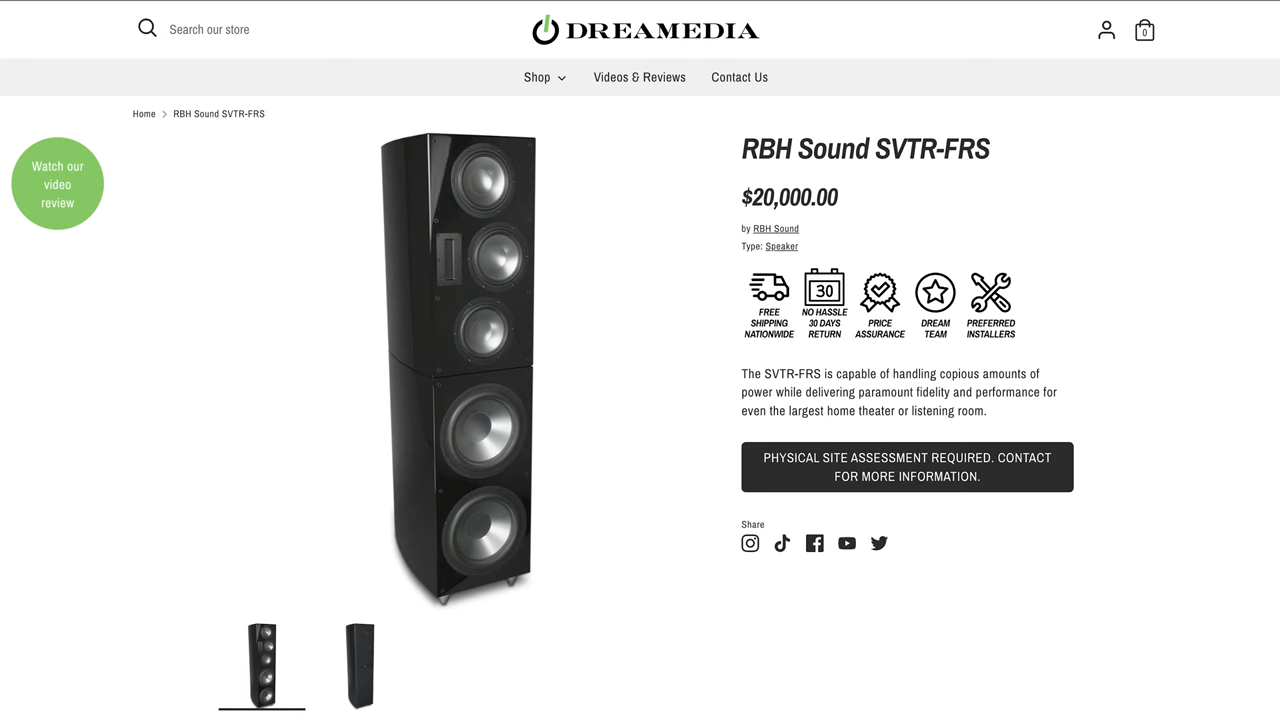 Search our store
DREAMEDIA
0
Shop
Videos & Reviews
Contact Us
Home
RBH Sound SVTR-FRS
Watch our
video
review
RBH Sound SVTR-FRS
$20,000.00
by RBH Sound
Type: Speaker
30
FREE
SHIPPING
NATIONWIDE
NO HASSLE
30 DAYS
RETURN
PRICE
ASSURANCE
DREAM
TEAM
PREFERRED
INSTALLERS
The SVTR-FRS is capable of handling copious amounts of
power while delivering paramount fidelity and performance for
even the largest home theater or listening room.
PHYSICAL SITE ASSESSMENT REQUIRED. CONTACT
FOR MORE INFORMATION.
Share